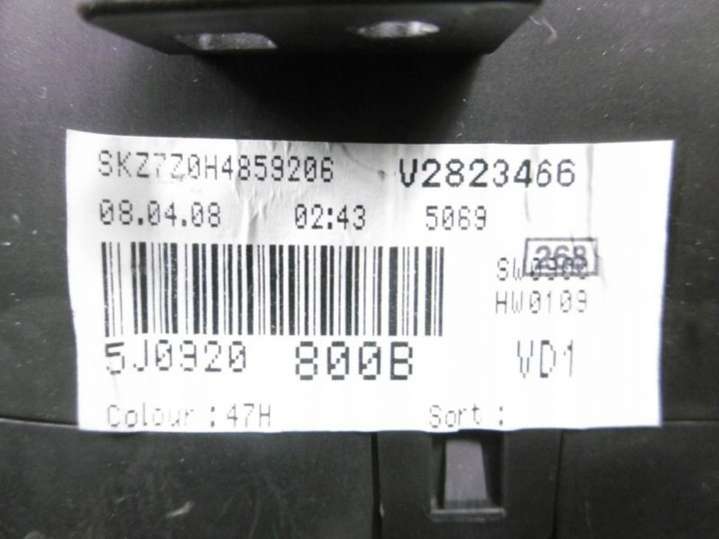 SKZ7Z0H4859206 V2823466
08.04.08 02:43 5069
268
HW0109
5J0920 800B VD1
Colour : 47H Sort :